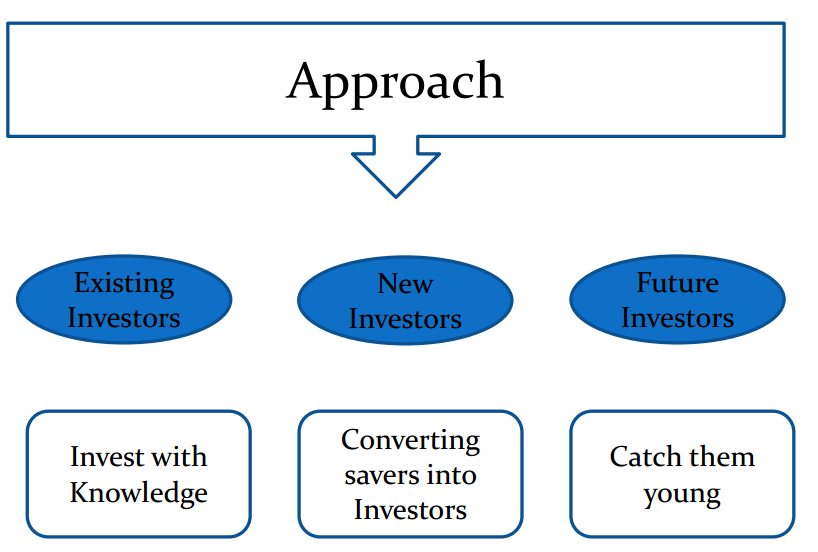 Approach
Existing
Investors
New
Investors
Future
Investors
Invest with
Knowledge
Converting
savers into
Investors
Catch them
young